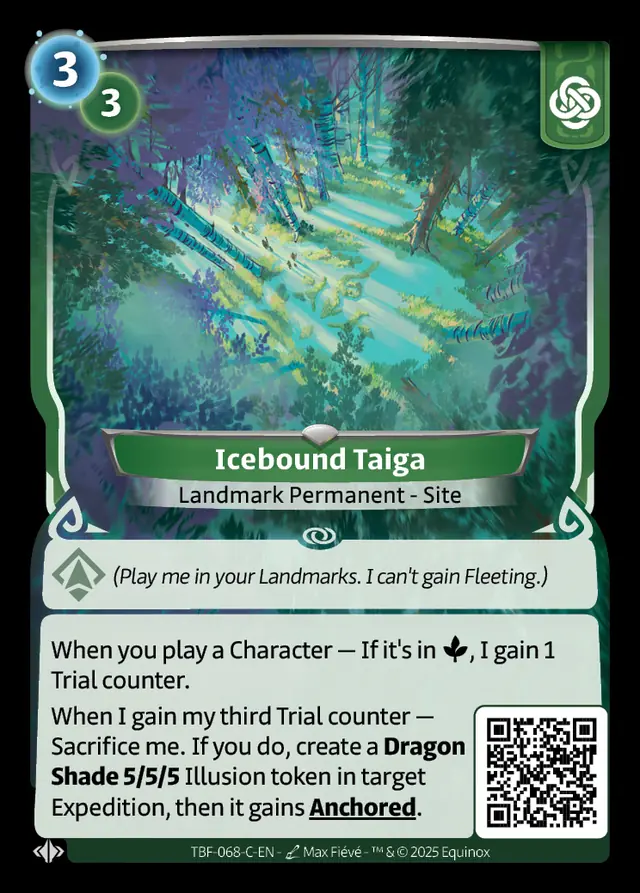 3
3
Icebound Taiga
Landmark Permanent - Site
(Play me in your Landmarks. I can't gain Fleeting.)
When you play a Character — If it's in , I gain 1
Trial counter.
When I gain my third Trial counter —
Sacrifice me. If you do, create a Dragon
Shade 5/5/5 Illusion token in target
Expedition, then it gains Anchored.
TBF-068-C-EN - Max Fiévé - ™ & © 2025 Equinox